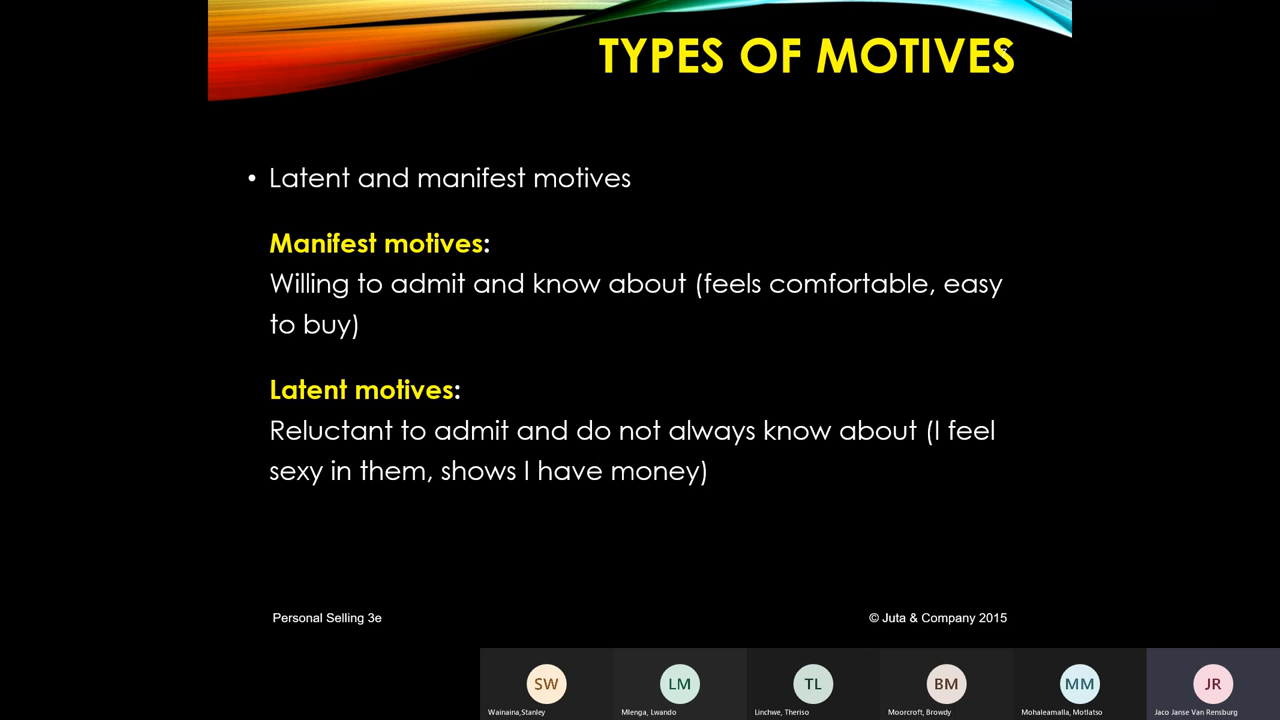 TYPES OF MOTIVES
• Latent and manifest motives
Manifest motives:
Willing to admit and know about (feels comfortable, easy
to buy)
Latent motives:
Reluctant to admit and do not always know about (I feel
sexy in them, shows I have money)
Personal Selling 3e
© Juta & Company 2015
SW
LM
TL
BM
MM
JR
Wainaina,Stanley
Mlenga, Lwando
Linchwe, Theriso
Moorcroft, Browdy
Mohaleamalla, Motlatso
Jaco Janse Van Rensburg